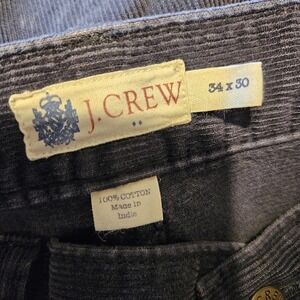 J.CREW
34 x 30
100% COTTON
Made in
India